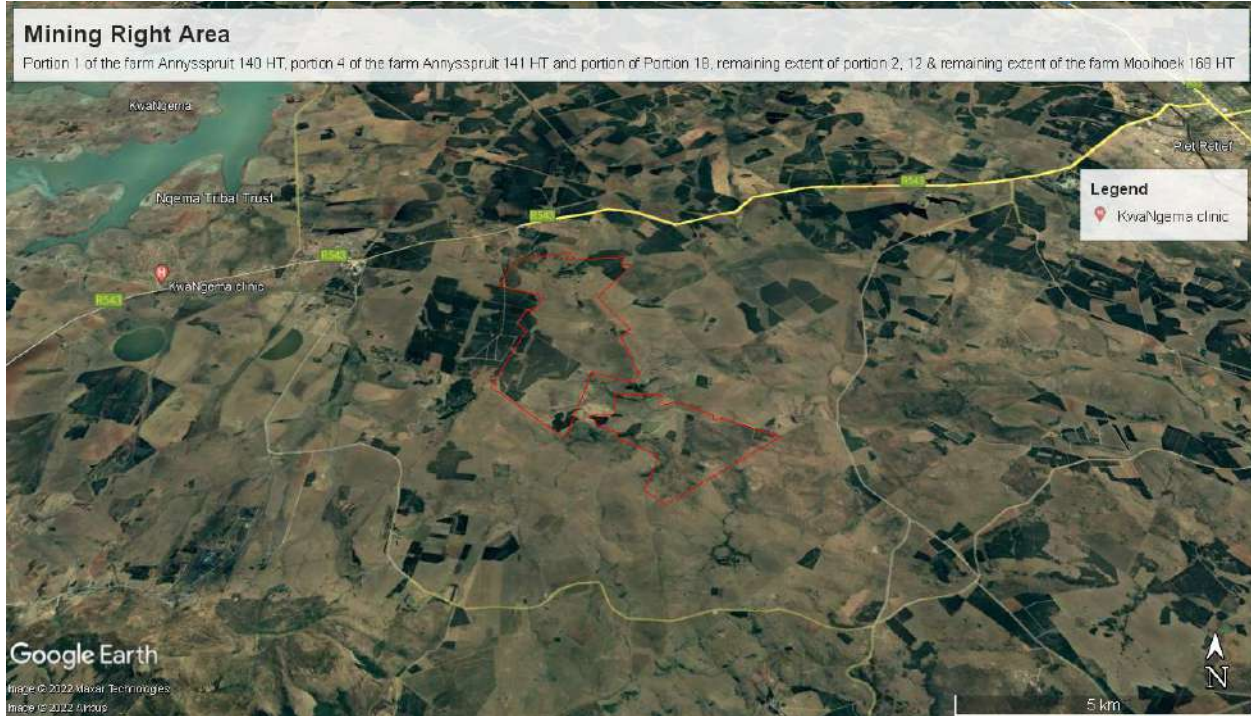 Mining Right Area
Portion 1 of the farm Annysspruit 140 HT, portion 4 of the farm Annysspruit 141 HT and portion of Portion 18, remaining extent of portion 2, 12 & remaining extent of the farm Mooihoek 168 HT
KwaNgema
Piet Retief
R543
Legend
KwaNgema clinic
Ngema Tribal Trust
R543
R543
H
KwaNgema clinic
R543
Google Earth
Image © 2022 Maxar Technologies
Image © 2022 Airbus
N
5 km